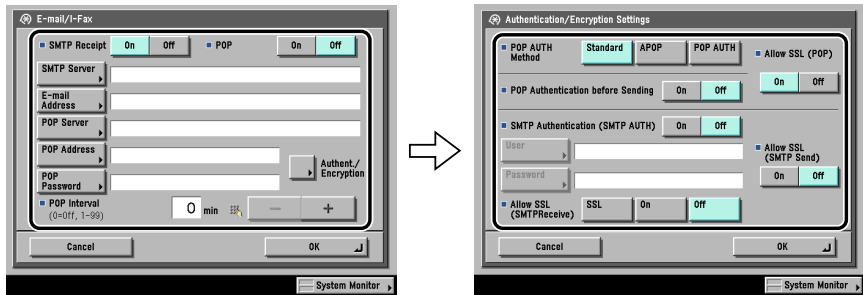 E-mail/I-Fax
SMTP Receipt On Off POP On Off
SMTP Server
E-mail
Address
POP Server
POP Address
Authent./
Encryption
POP
Password
POP Interval
(0=Off, 1-99)
0 min - +
Cancel OK
System Monitor
Authentication/Encryption Settings
POP AUTH
Method
Standard APOP POP AUTH
Allow SSL (POP)
On Off
POP Authentication before Sending On Off
SMTP Authentication (SMTP AUTH) On Off
User
Allow SSL
(SMTP Send)
Password
On Off
Allow SSL
(SMTPReceive)
SSL On Off
Cancel OK
System Monitor